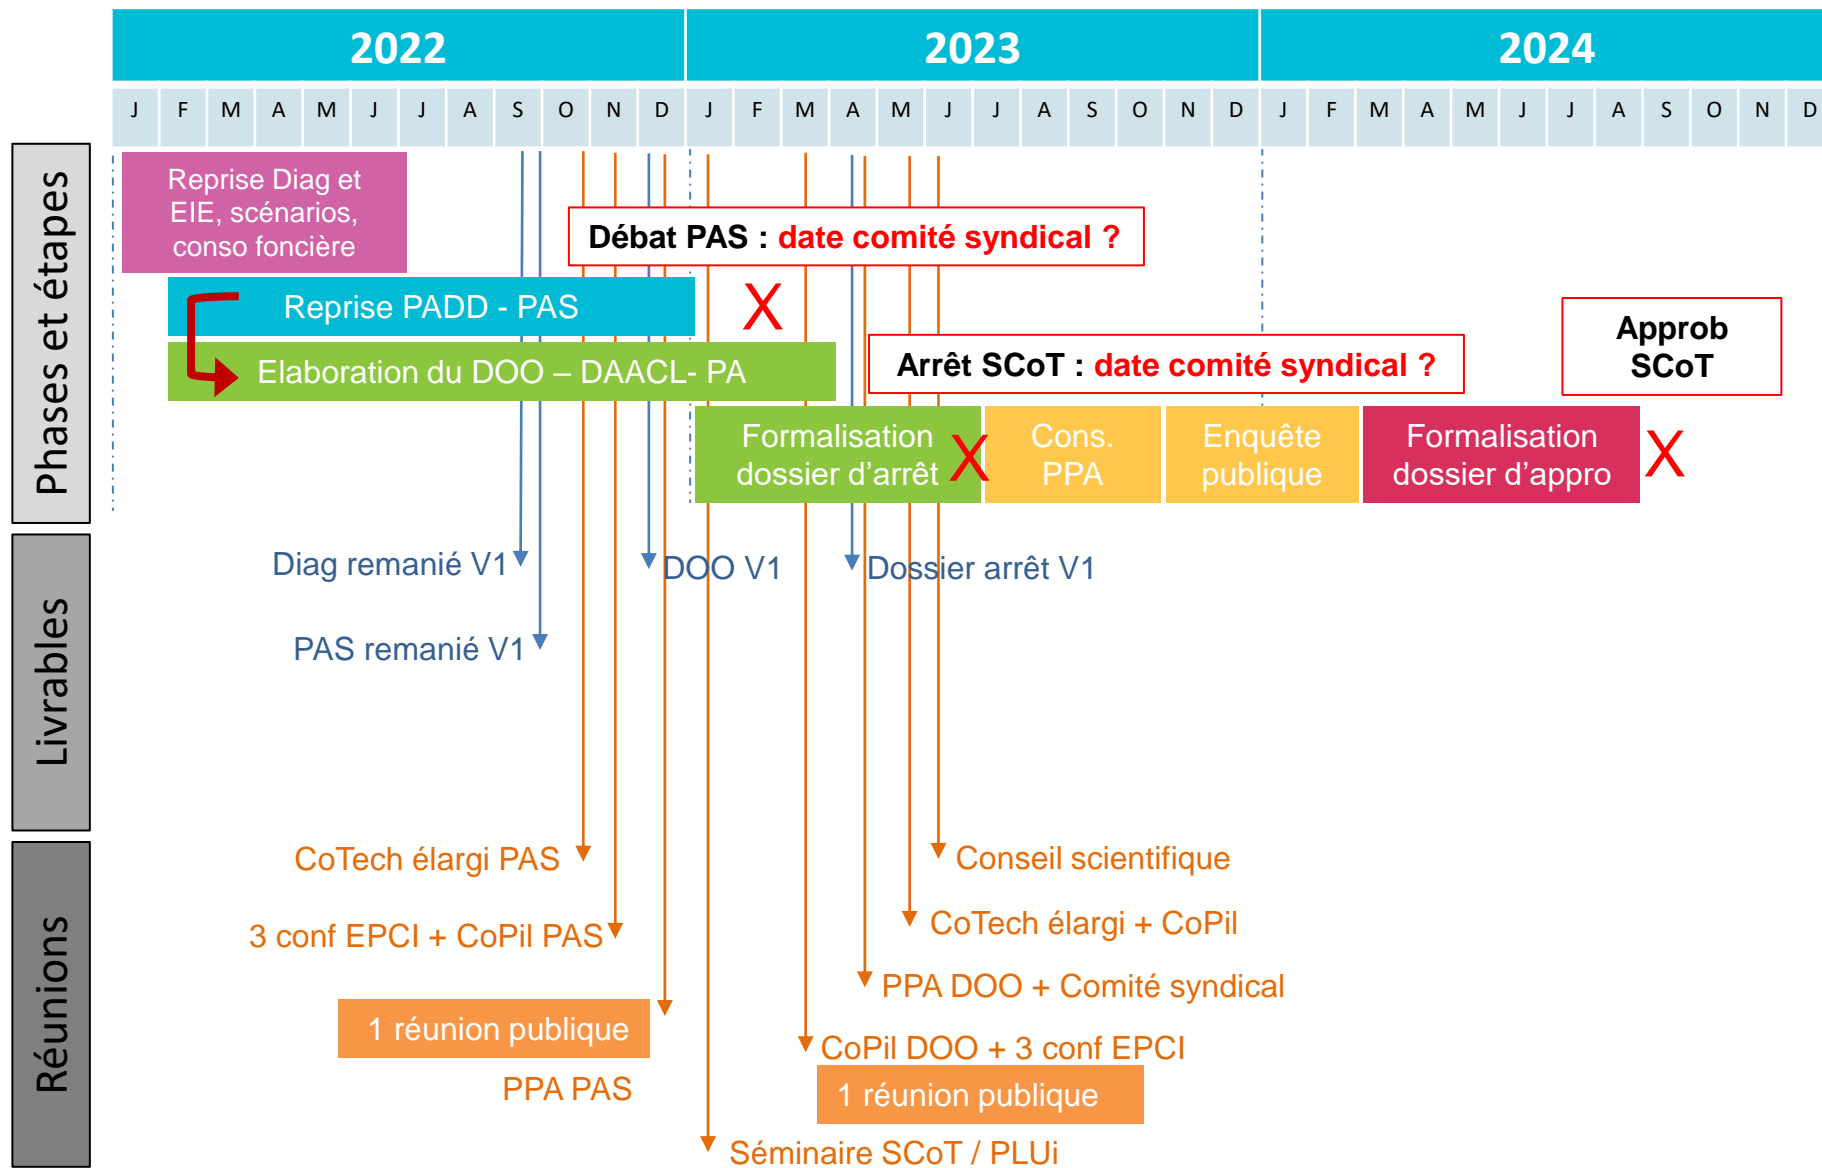 2022 2023 2024
J F M A M J J A S O N D J F M A M J J A S O N D J F M A M J J A S O N D
Phases et étapes
Reprise Diag et
EIE, scénarios,
conso foncière
Débat PAS : date comité syndical ?
Reprise PADD - PAS
X
Elaboration du DOO – DAACL- PA
Arrêt SCoT : date comité syndical ?
Approb
SCoT
Formalisation
dossier d'arrêt
X
Cons.
PPA
Enquête
publique
Formalisation
dossier d'appro
X
Livrables
Diag remanié V1
DOO V1
Dossier arrêt V1
PAS remanié V1
Réunions
CoTech élargi PAS
Conseil scientifique
3 conf EPCI + CoPil PAS
CoTech élargi + CoPil
PPA DOO + Comité syndical
1 réunion publique
CoPil DOO + 3 conf EPCI
PPA PAS
1 réunion publique
Séminaire SCoT / PLUi